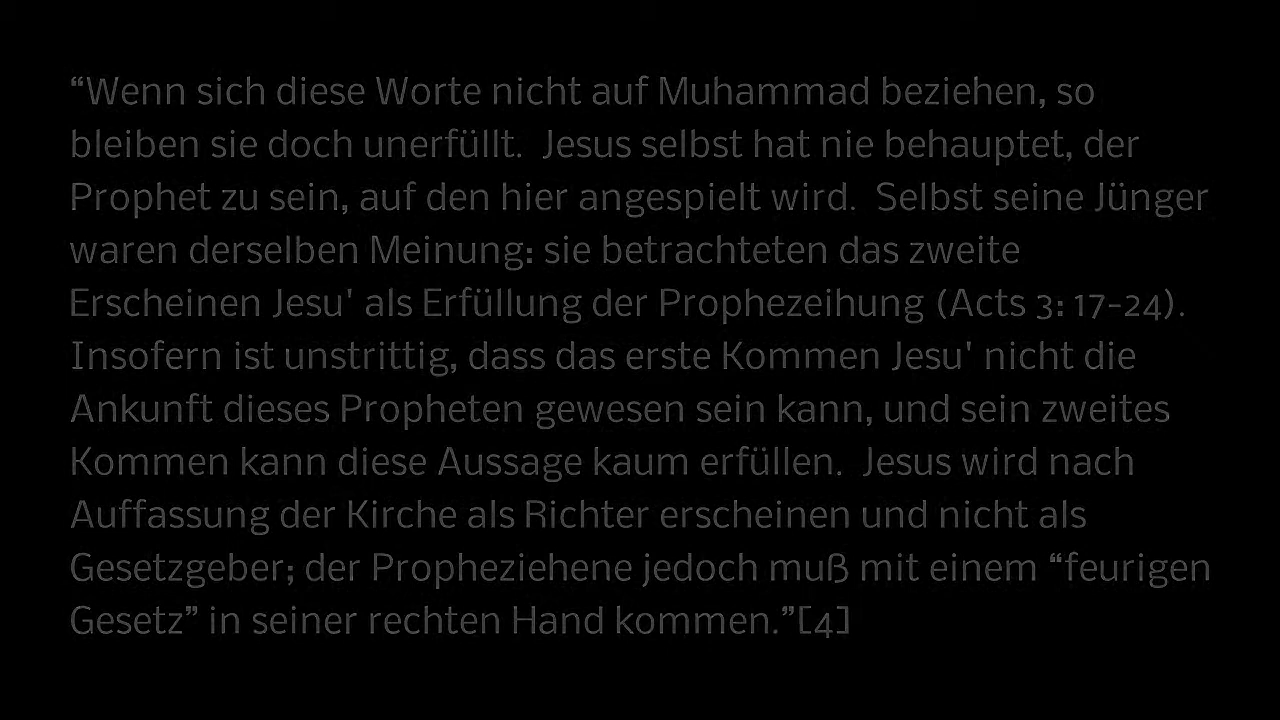 “Wenn sich diese Worte nicht auf Muhammad beziehen, so
bleiben sie doch unerfüllt.  Jesus selbst hat nie behauptet, der
Prophet zu sein, auf den hier angespielt wird.  Selbst seine Jünger
waren derselben Meinung: sie betrachteten das zweite
Erscheinen Jesu' als Erfüllung der Prophezeihung (Acts 3: 17-24).
Insofern ist unstrittig, dass das erste Kommen Jesu' nicht die
Ankunft dieses Propheten gewesen sein kann, und sein zweites
Kommen kann diese Aussage kaum erfüllen.  Jesus wird nach
Auffassung der Kirche als Richter erscheinen und nicht als
Gesetzgeber; der Propheziehene jedoch muß mit einem “feurigen
Gesetz” in seiner rechten Hand kommen.”[4]